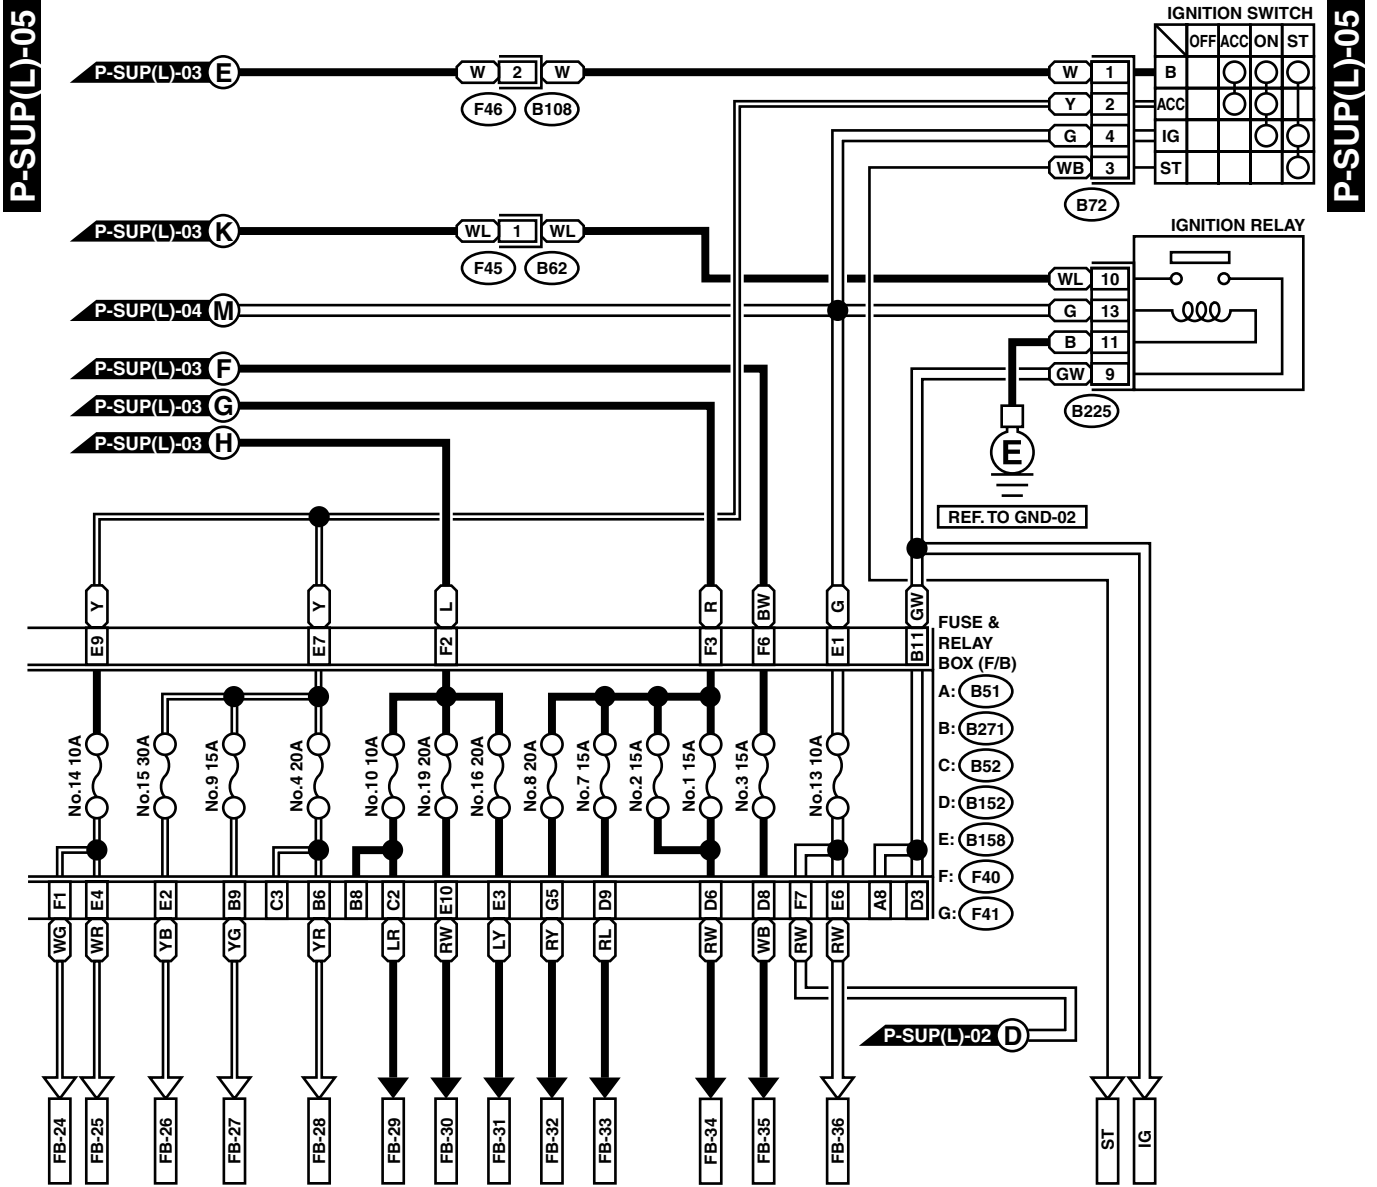 P-SUP(L)-05
P-SUP(L)-05
IGNITION SWITCH
OFF ACC ON ST
B
ACC
IG
ST
P-SUP(L)-03 E
W 2 W
F46 B108
W 1
Y 2
G 4
WB 3
B72
P-SUP(L)-03 K
WL 1 WL
F45 B62
IGNITION RELAY
WL 10
G 13
B 11
GW 9
B225
P-SUP(L)-04 M
P-SUP(L)-03 F
P-SUP(L)-03 G
P-SUP(L)-03 H
E
REF. TO GND-02
Y Y L R BW G GW
E9 E7 F2 F3 F6 E1 B11
FUSE &
RELAY
BOX (F/B)
A: B51
B: B271
C: B52
D: B152
E: B158
F: F40
G: F41
No.14 10A
No.15 30A
No.9 15A
No.4 20A
No.10 10A
No.19 20A
No.16 20A
No.8 20A
No.7 15A
No.2 15A
No.1 15A
No.3 15A
No.13 10A
F1 E4 E2 B9 C3 B6 B8 C2 E10 E3 G5 D9 D6 D8 F7 E6 A8 D3
WG WR YB YG YR LR RW LY RY RL RW WB RW RW
P-SUP(L)-02 D
FB-24
FB-25
FB-26
FB-27
FB-28
FB-29
FB-30
FB-31
FB-32
FB-33
FB-34
FB-35
FB-36
ST
IG